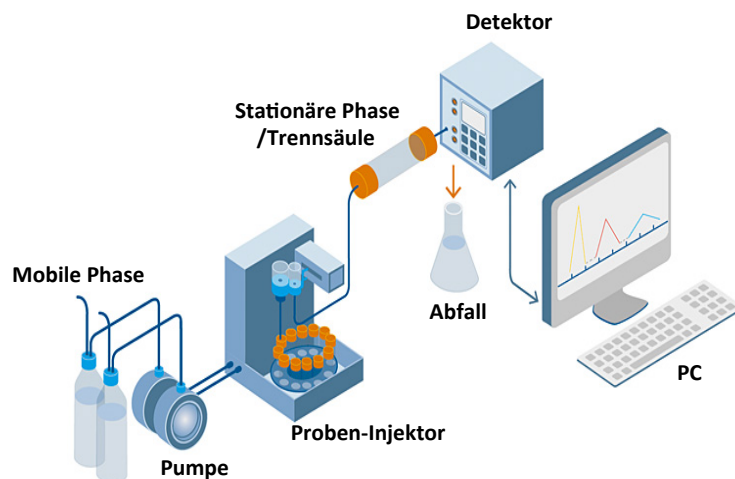 Detektor
Stationäre Phase
/Trennsäule
Mobile Phase
Abfall
PC
Proben-Injektor
Pumpe